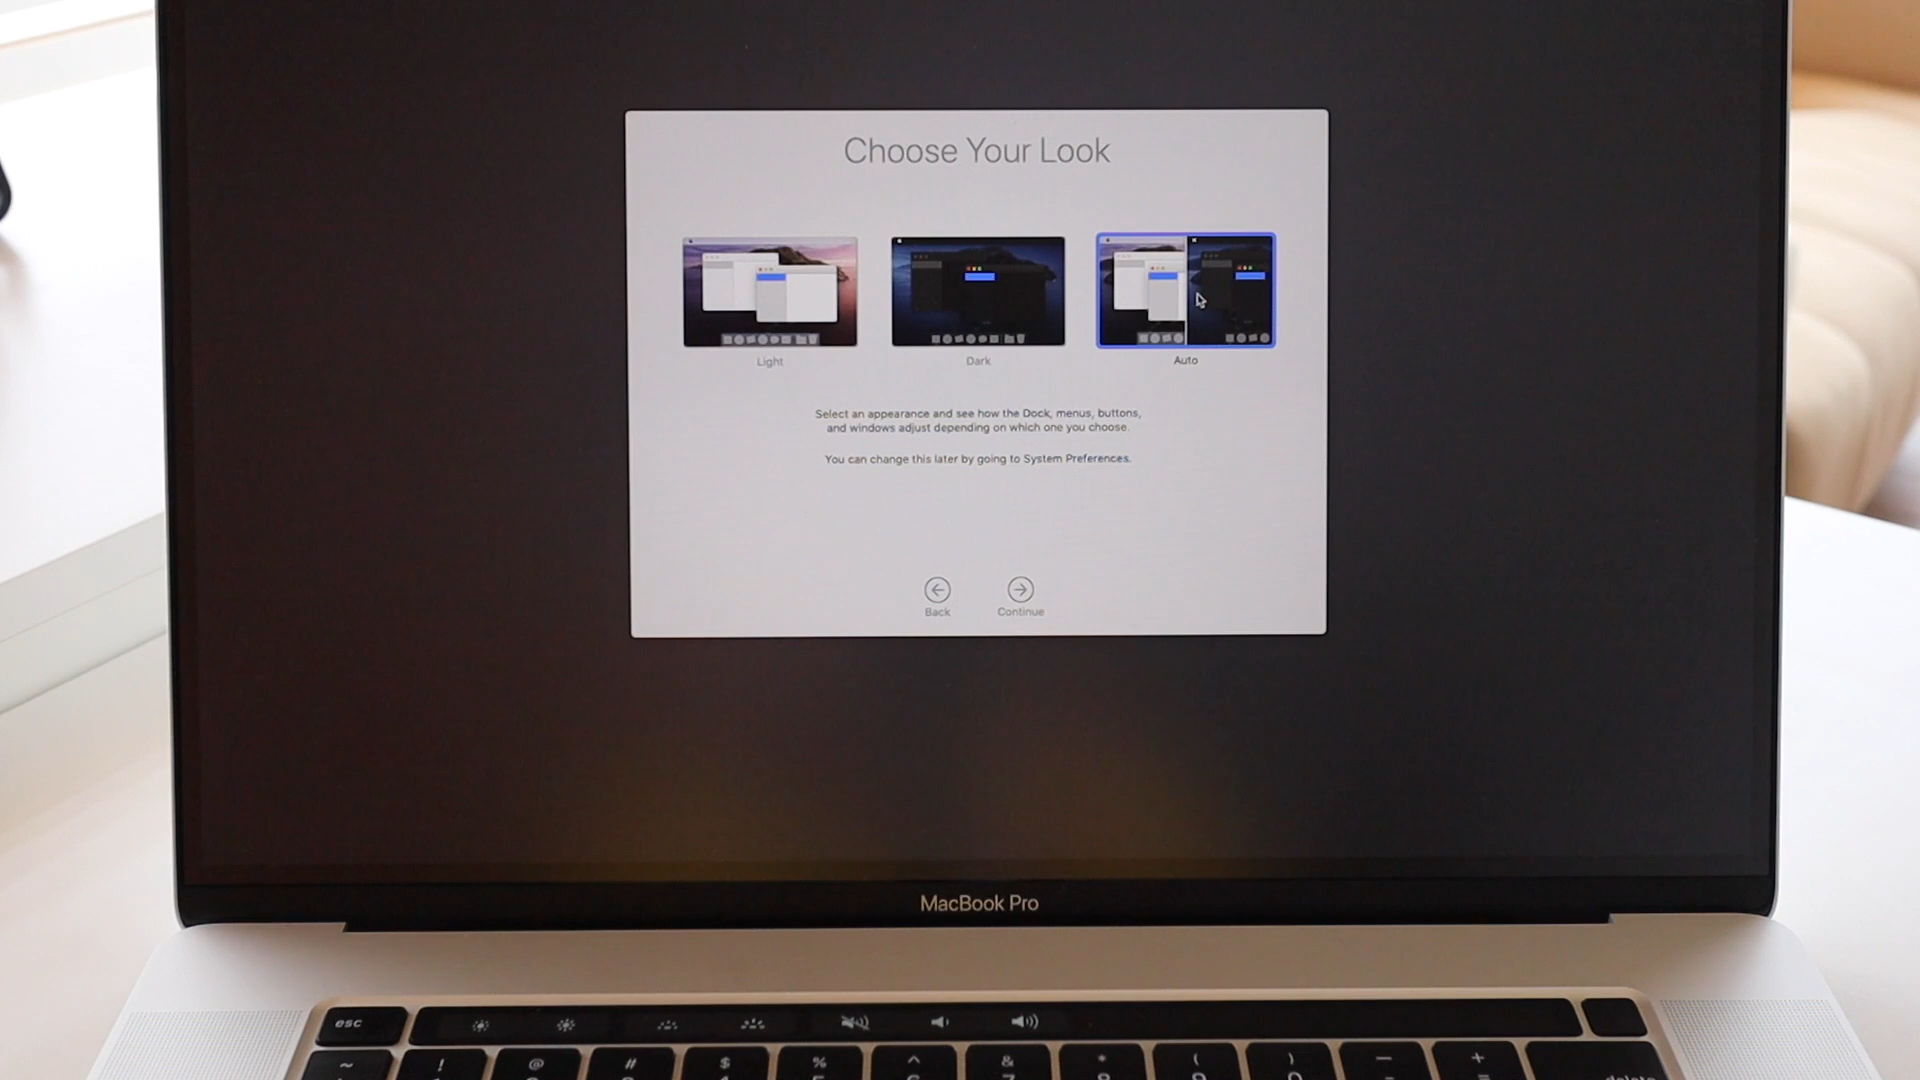 Choose Your Look
Light
Dark
Auto
Select an appearance and see how the Dock, menus, buttons,
and windows adjust depending on which one you choose.
You can change this later by going to System Preferences.
Back
Continue
MacBook Pro
esc
~ ! @ # $ % ^ & * ( ) — +
delete